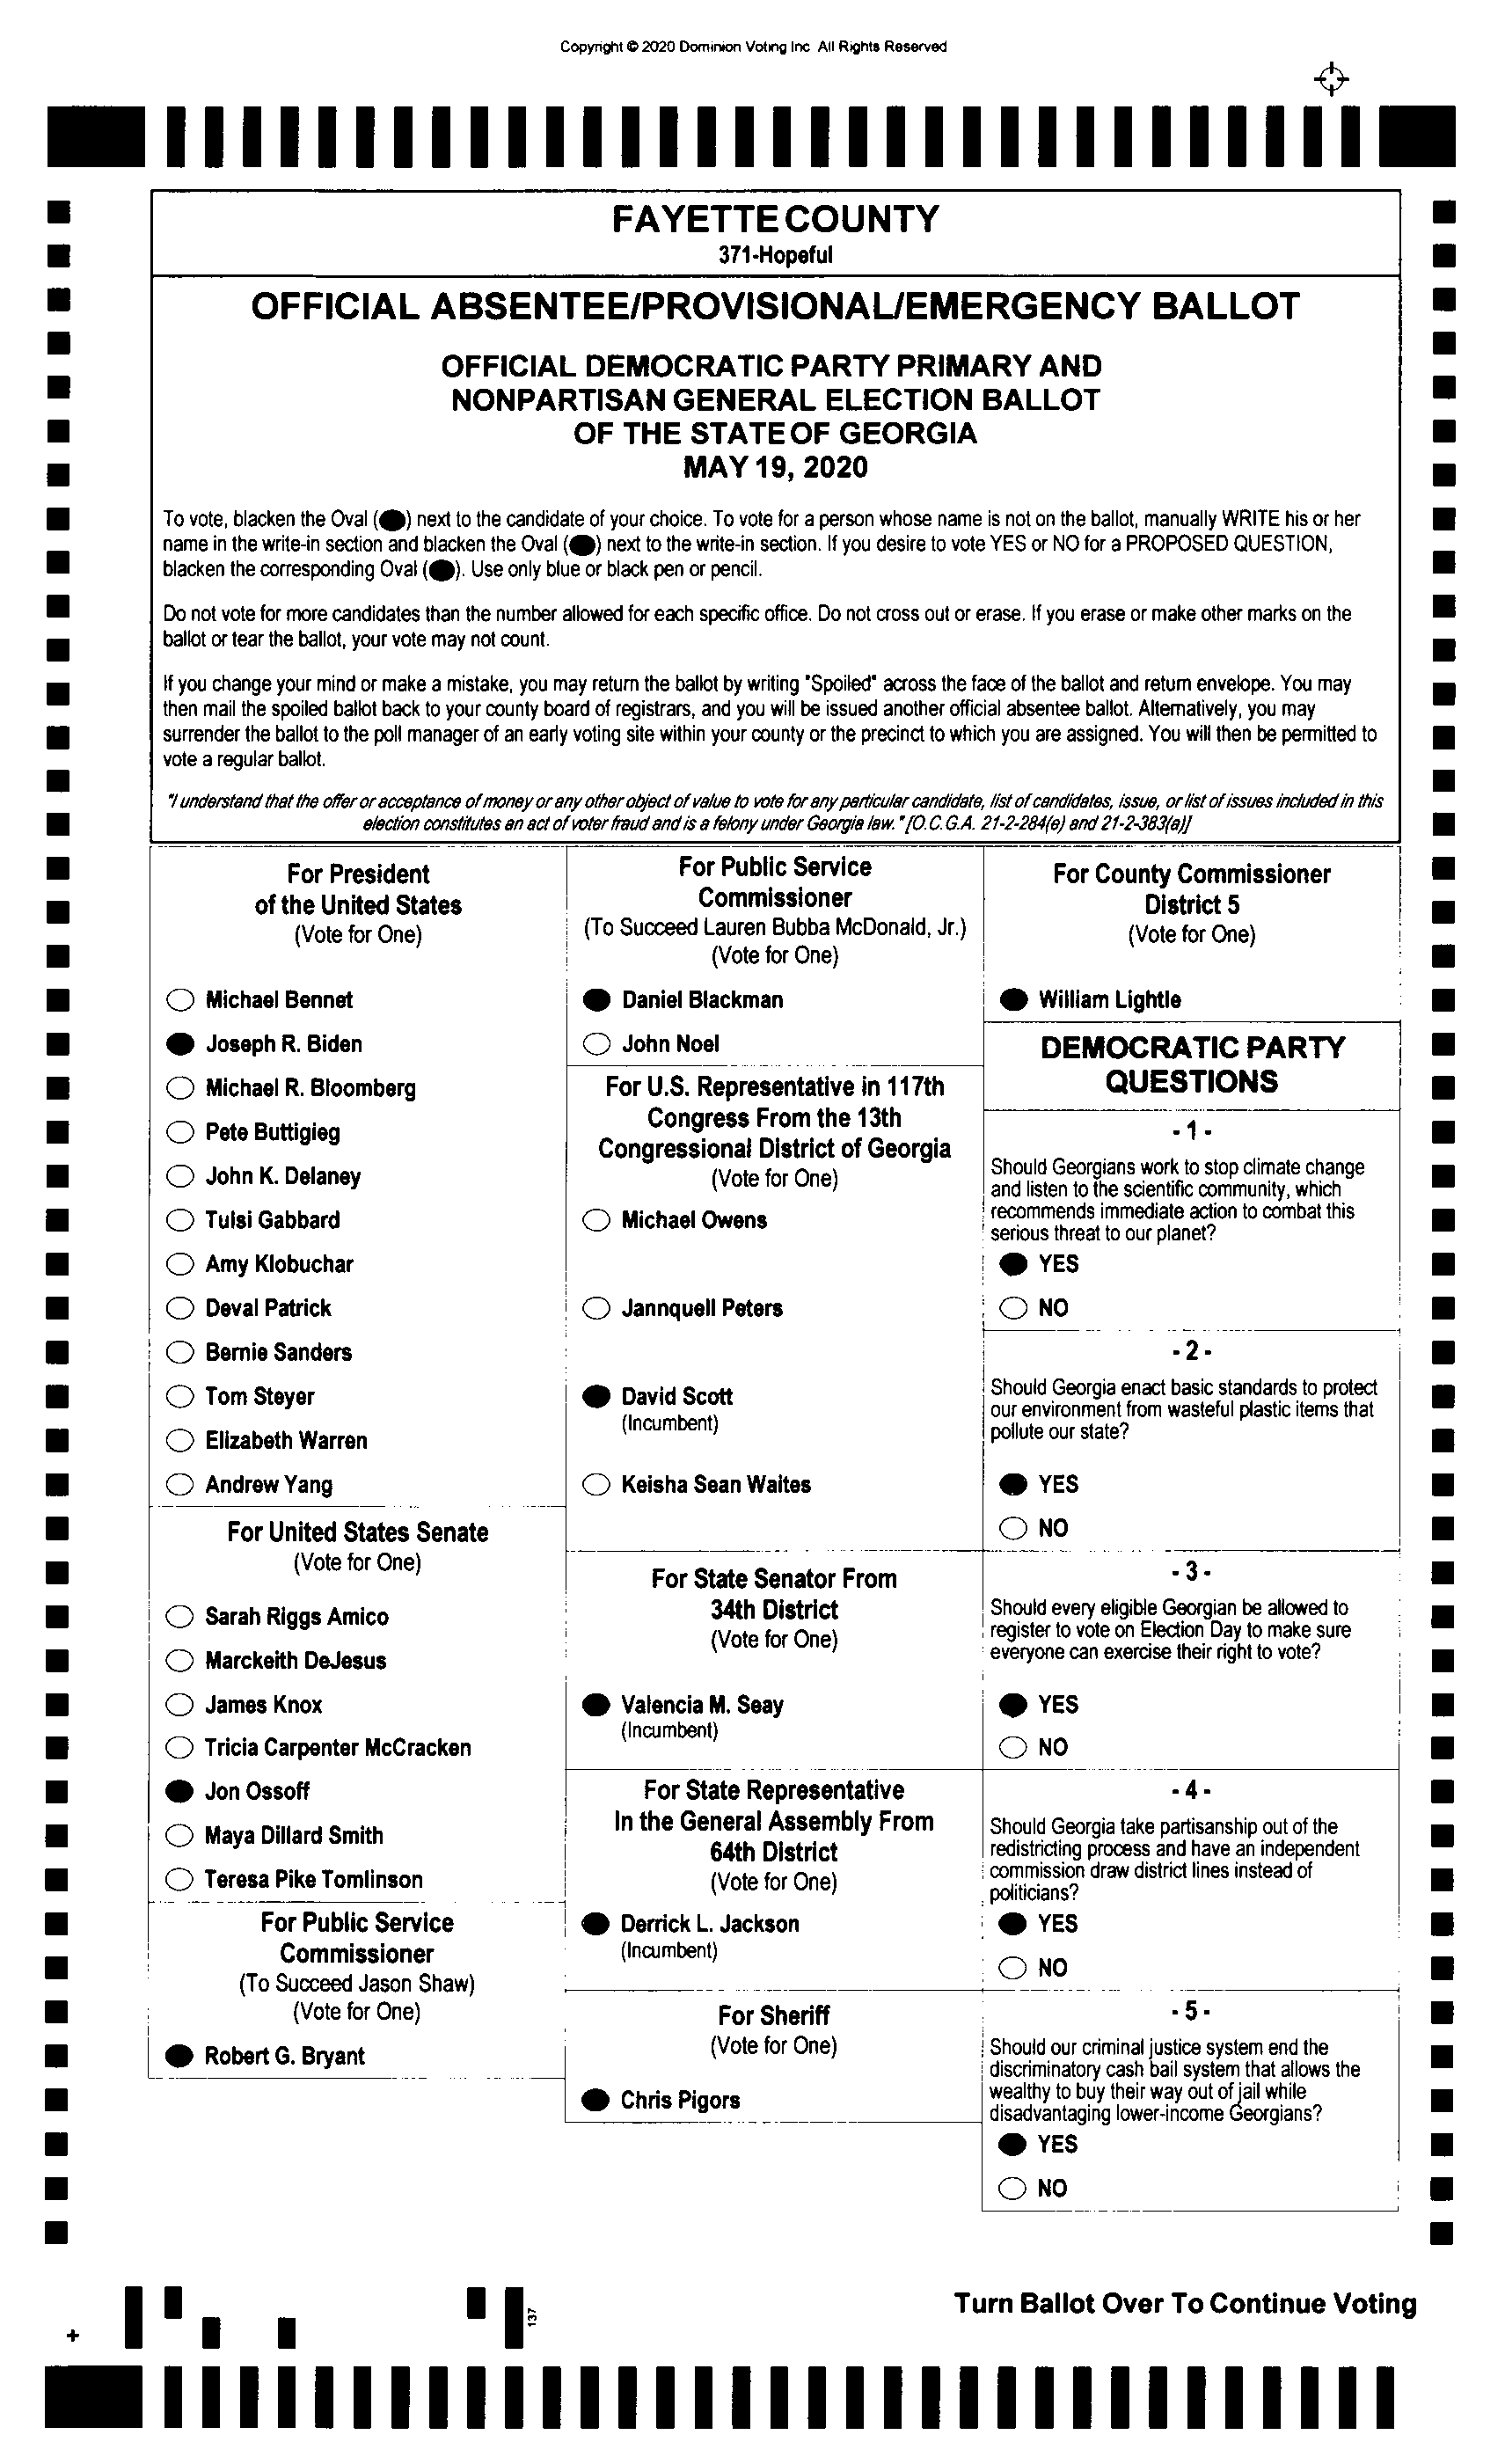 Copyright © 2020 Dominion Voting Inc All Rights Reserved
FAYETTE COUNTY
371-Hopeful
OFFICIAL ABSENTEE/PROVISIONAL/EMERGENCY BALLOT
OFFICIAL DEMOCRATIC PARTY PRIMARY AND
NONPARTISAN GENERAL ELECTION BALLOT
OF THE STATE OF GEORGIA
MAY 19, 2020
To vote, blacken the Oval (●) next to the candidate of your choice. To vote for a person whose name is not on the ballot, manually WRITE his or her
name in the write-in section and blacken the Oval (●) next to the write-in section. If you desire to vote YES or NO for a PROPOSED QUESTION,
blacken the corresponding Oval (●). Use only blue or black pen or pencil.
Do not vote for more candidates than the number allowed for each specific office. Do not cross out or erase. If you erase or make other marks on the
ballot or tear the ballot, your vote may not count.
If you change your mind or make a mistake, you may return the ballot by writing "Spoiled" across the face of the ballot and return envelope. You may
then mail the spoiled ballot back to your county board of registrars, and you will be issued another official absentee ballot. Alternatively, you may
surrender the ballot to the poll manager of an early voting site within your county or the precinct to which you are assigned. You will then be permitted to
vote a regular ballot.
"I understand that the offer or acceptance of money or any other object of value to vote for any particular candidate, list of candidates, issue, or list of issues included in this
election constitutes an act of voter fraud and is a felony under Georgia law." [O.C.G.A. 21-2-284(e) and 21-2-383(a)]
For President
of the United States
(Vote for One)
Michael Bennet
Joseph R. Biden
Michael R. Bloomberg
Pete Buttigieg
John K. Delaney
Tulsi Gabbard
Amy Klobuchar
Deval Patrick
Bernie Sanders
Tom Steyer
Elizabeth Warren
Andrew Yang
For United States Senate
(Vote for One)
Sarah Riggs Amico
Marckeith DeJesus
James Knox
Tricia Carpenter McCracken
Jon Ossoff
Maya Dillard Smith
Teresa Pike Tomlinson
For Public Service
Commissioner
(To Succeed Jason Shaw)
(Vote for One)
Robert G. Bryant
For Public Service
Commissioner
(To Succeed Lauren Bubba McDonald, Jr.)
(Vote for One)
Daniel Blackman
John Noel
For U.S. Representative in 117th
Congress From the 13th
Congressional District of Georgia
(Vote for One)
Michael Owens
Jannquell Peters
David Scott
(Incumbent)
Keisha Sean Waites
For State Senator From
34th District
(Vote for One)
Valencia M. Seay
(Incumbent)
For State Representative
In the General Assembly From
64th District
(Vote for One)
Derrick L. Jackson
(Incumbent)
For Sheriff
(Vote for One)
Chris Pigors
For County Commissioner
District 5
(Vote for One)
William Lightle
DEMOCRATIC PARTY
QUESTIONS
- 1 -
Should Georgians work to stop climate change
and listen to the scientific community, which
recommends immediate action to combat this
serious threat to our planet?
YES
NO
- 2 -
Should Georgia enact basic standards to protect
our environment from wasteful plastic items that
pollute our state?
YES
NO
- 3 -
Should every eligible Georgian be allowed to
register to vote on Election Day to make sure
everyone can exercise their right to vote?
YES
NO
- 4 -
Should Georgia take partisanship out of the
redistricting process and have an independent
commission draw district lines instead of
politicians?
YES
NO
- 5 -
Should our criminal justice system end the
discriminatory cash bail system that allows the
wealthy to buy their way out of jail while
disadvantaging lower-income Georgians?
YES
NO
137
Turn Ballot Over To Continue Voting